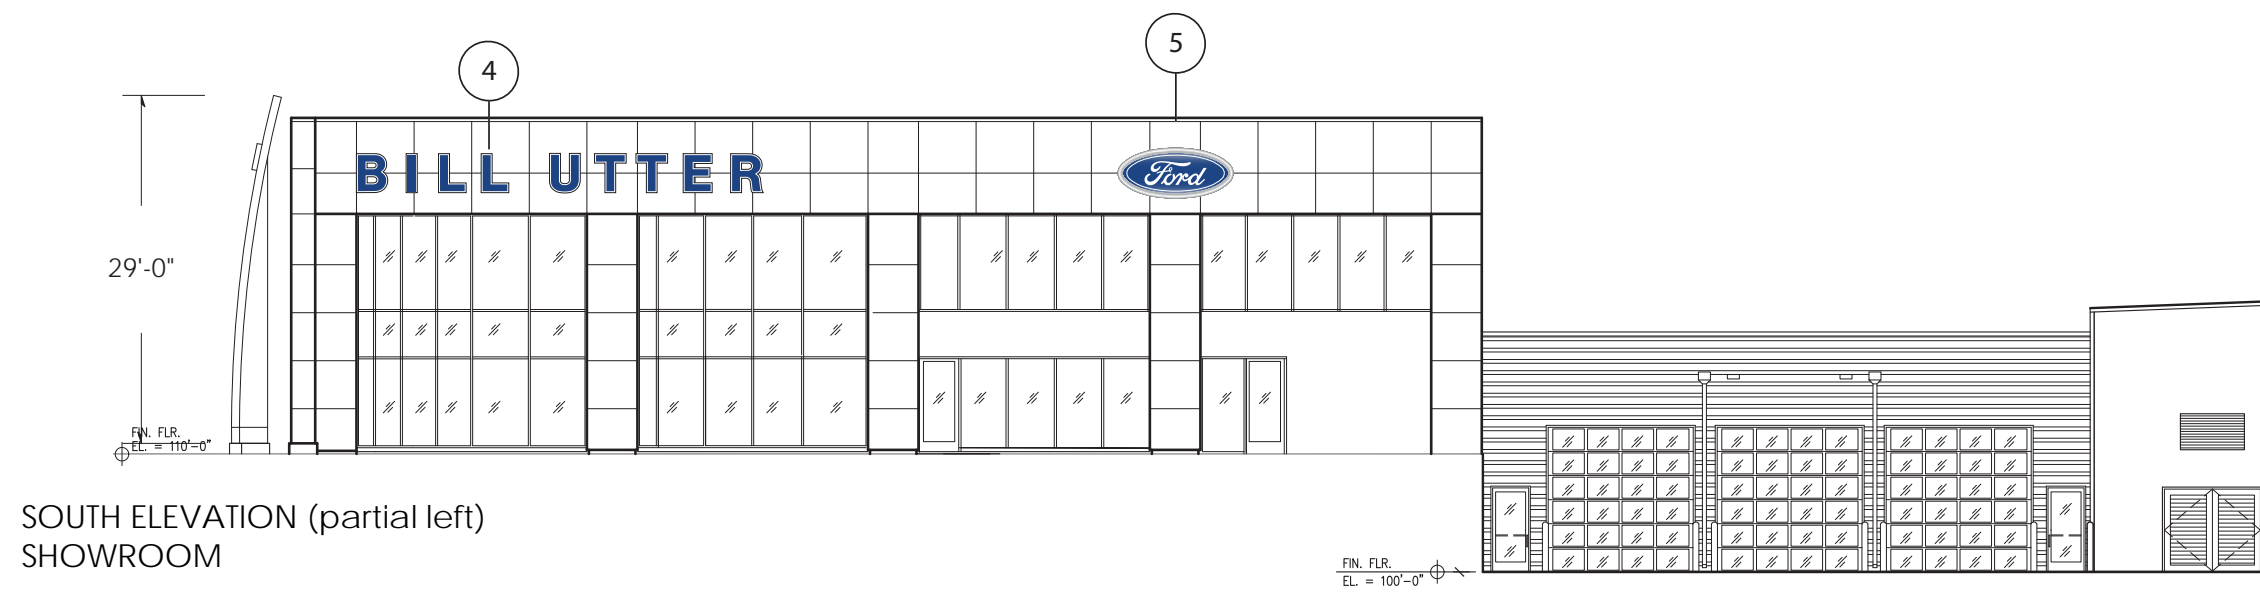 4
5
BILL UTTER
Ford
29'-0"
FIN. FLR.
EL. = 110'-0"
SOUTH ELEVATION (partial left)
SHOWROOM
FIN. FLR.
EL. = 100'-0"